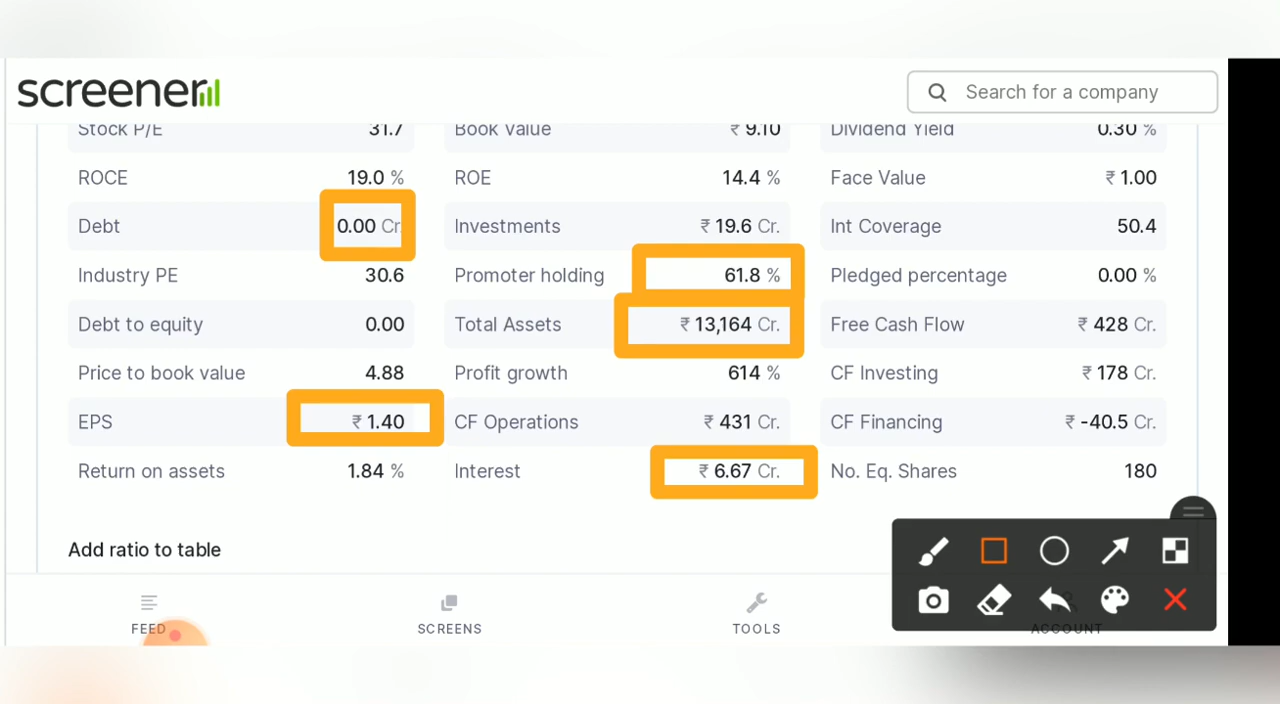 screener
Search for a company
Stock P/E 31.7 Book Value ₹ 9.10 Dividend Yield 0.30 %
ROCE 19.0 % ROE 14.4 % Face Value ₹ 1.00
Debt 0.00 Cr. Investments ₹ 19.6 Cr. Int Coverage 50.4
Industry PE 30.6 Promoter holding 61.8 % Pledged percentage 0.00 %
Debt to equity 0.00 Total Assets ₹ 13,164 Cr. Free Cash Flow ₹ 428 Cr.
Price to book value 4.88 Profit growth 614 % CF Investing ₹ 178 Cr.
EPS ₹ 1.40 CF Operations ₹ 431 Cr. CF Financing ₹ -40.5 Cr.
Return on assets 1.84 % Interest ₹ 6.67 Cr. No. Eq. Shares 180
Add ratio to table
FEED SCREENS TOOLS ACCOUNT